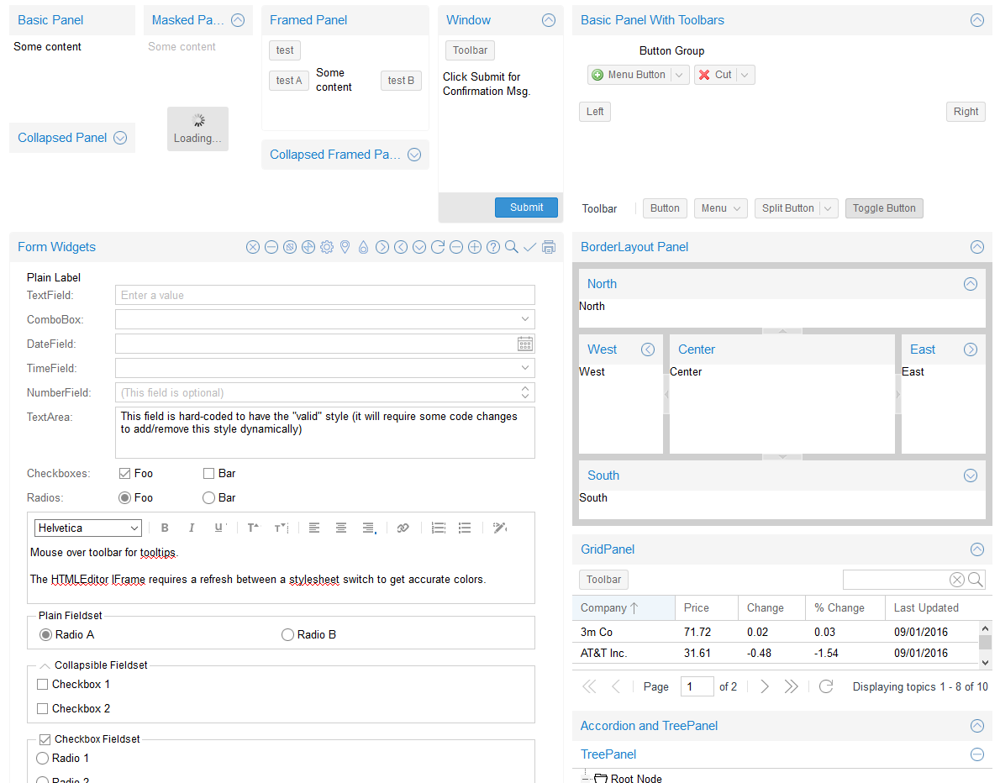 Basic Panel
Some content
Collapsed Panel
Masked Pa...
Some content
Loading...
Framed Panel
test
test A
Some
content
test B
Collapsed Framed Pa...
Window
Toolbar
Click Submit for
Confirmation Msg.
Submit
Basic Panel With Toolbars
Button Group
Menu Button
Cut
Left
Right
Toolbar
Button
Menu
Split Button
Toggle Button
Form Widgets
Plain Label
TextField:
Enter a value
ComboBox:
DateField:
TimeField:
NumberField:
(This field is optional)
TextArea:
This field is hard-coded to have the "valid" style (it will require some code changes
to add/remove this style dynamically)
Checkboxes:
Foo
Bar
Radios:
Foo
Bar
Helvetica
B I U T T
Mouse over toolbar for tooltips.
The HTMLEditor IFrame requires a refresh between a stylesheet switch to get accurate colors.
Plain Fieldset
Radio A
Radio B
Collapsible Fieldset
Checkbox 1
Checkbox 2
Checkbox Fieldset
Radio 1
Radio 2
BorderLayout Panel
North
North
West
West
Center
Center
East
East
South
South
GridPanel
Toolbar
Company Price Change % Change Last Updated
3m Co 71.72 0.02 0.03 09/01/2016
AT&T Inc. 31.61 -0.48 -1.54 09/01/2016
Page 1 of 2
Displaying topics 1 - 8 of 10
Accordion and TreePanel
TreePanel
Root Node